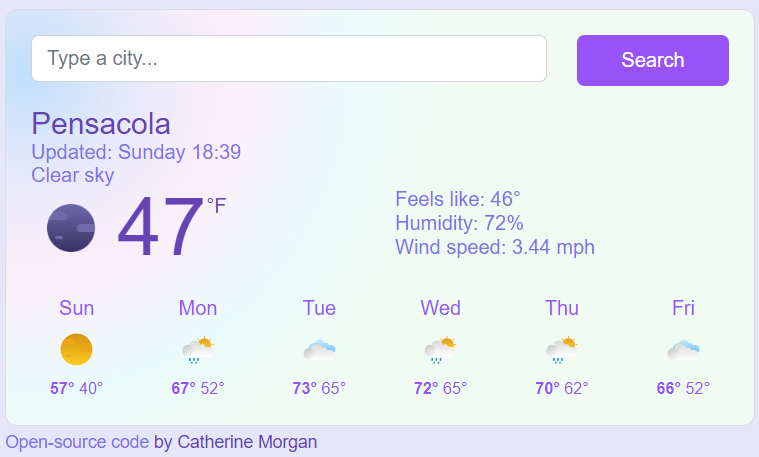 Type a city...
Search
Pensacola
Updated: Sunday 18:39
Clear sky
47°F
Feels like: 46°
Humidity: 72%
Wind speed: 3.44 mph
Sun Mon Tue Wed Thu Fri
57° 40° 67° 52° 73° 65° 72° 65° 70° 62° 66° 52°
Open-source code by Catherine Morgan